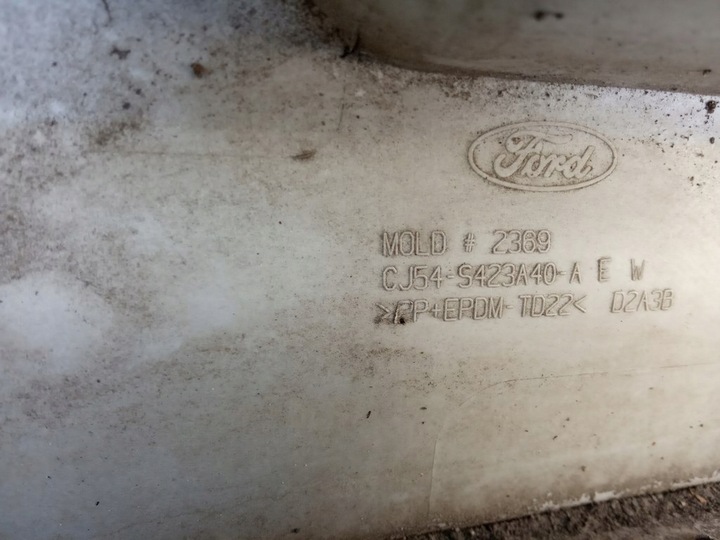 Ford
MOLD # 2369
CJ54-S423A40-A E W
>PP+EPDM-TD22< D2A3B